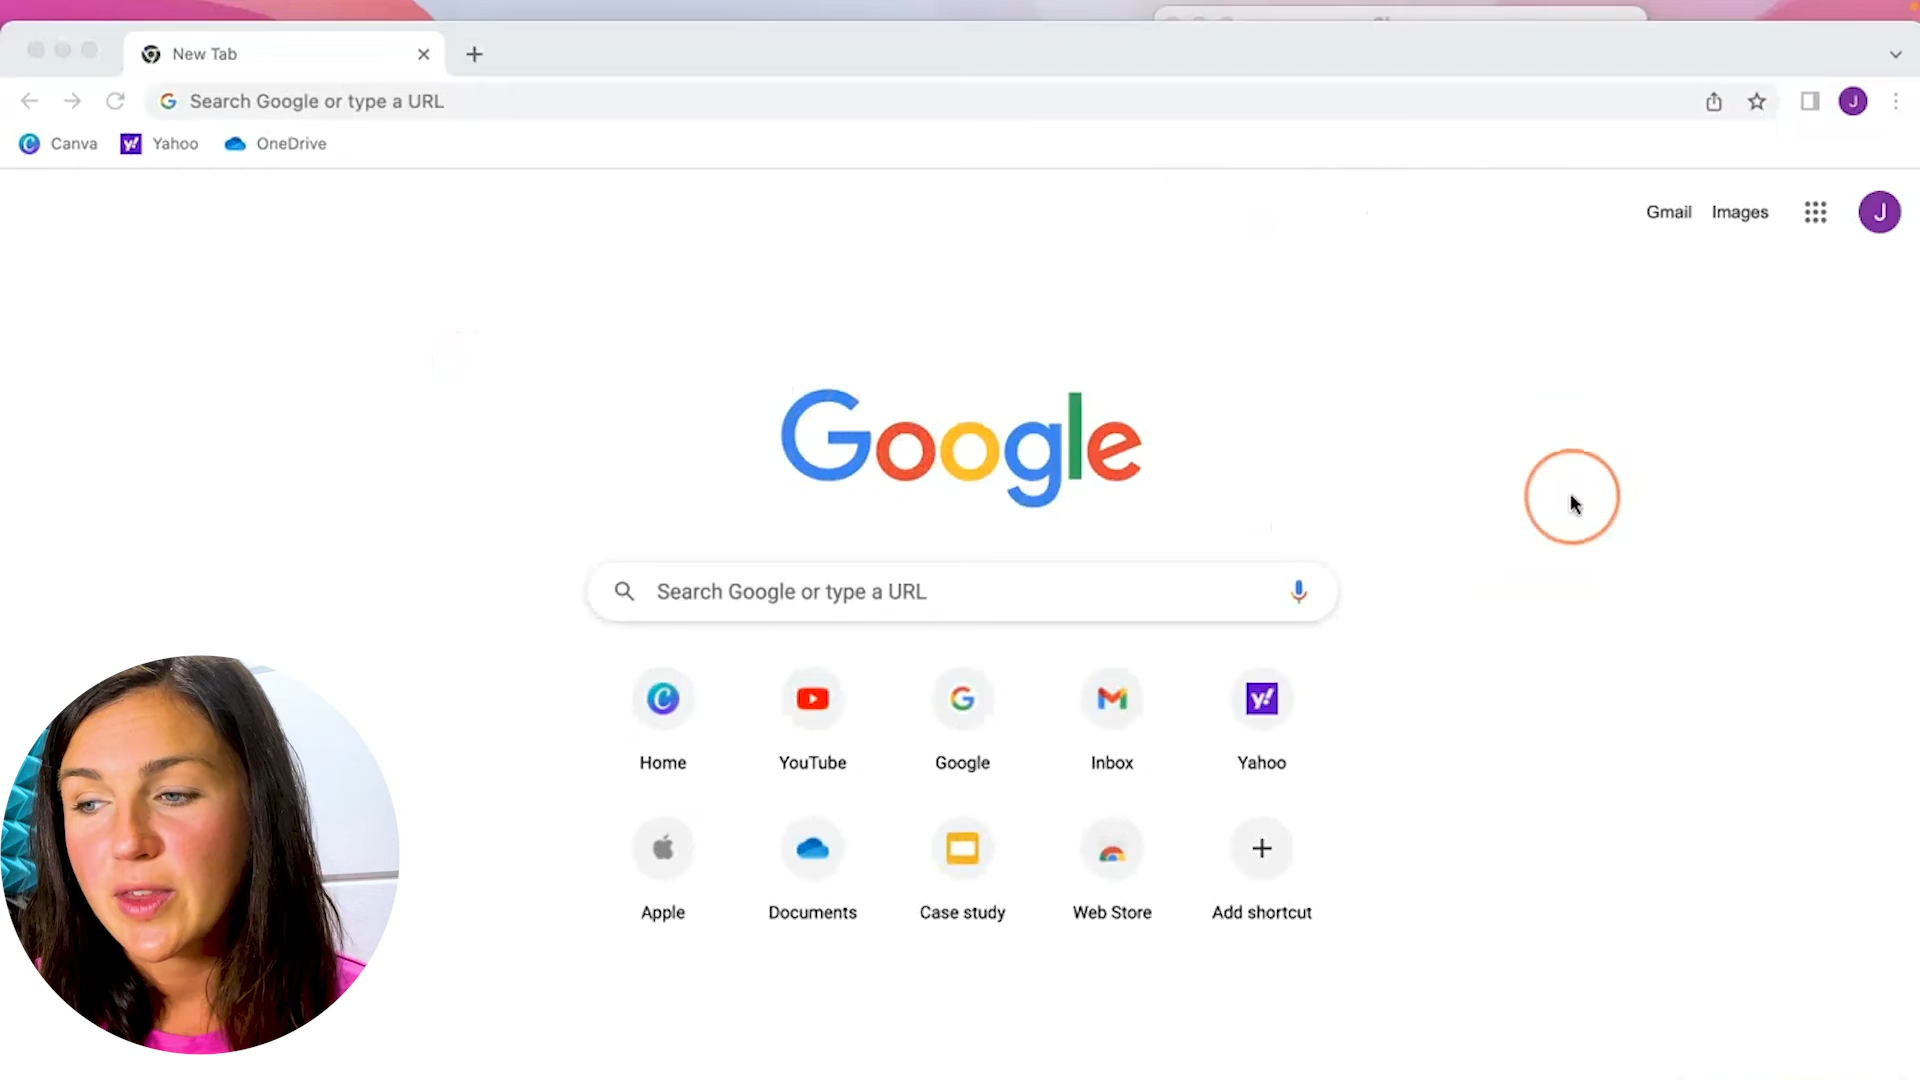 New Tab
Search Google or type a URL
Canva Yahoo OneDrive
Gmail Images J
Google
Search Google or type a URL
Home YouTube Google Inbox Yahoo
Apple Documents Case study Web Store Add shortcut